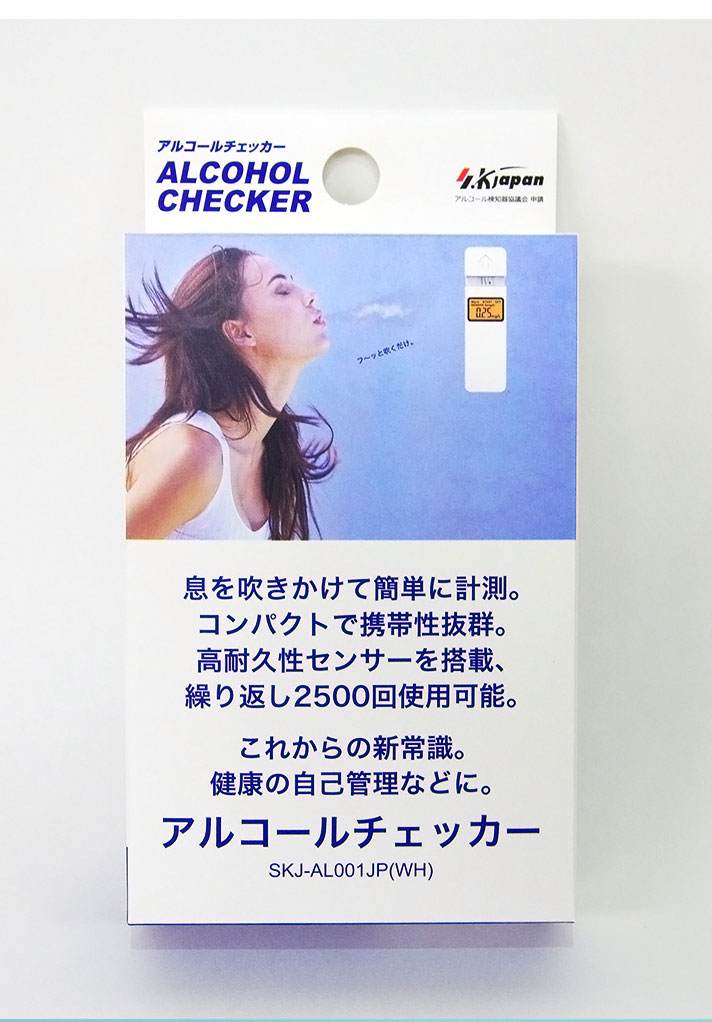 アルコールチェッカー
ALCOHOL
CHECKER
SKJapan
アルコール検知器協議会 申請
0.25mg/L
フ〜ッと吹くだけ。
息を吹きかけて簡単に計測。
コンパクトで携帯性抜群。
高耐久性センサーを搭載、
繰り返し2500回使用可能。
これからの新常識。
健康の自己管理などに。
アルコールチェッカー
SKJ-AL001JP(WH)